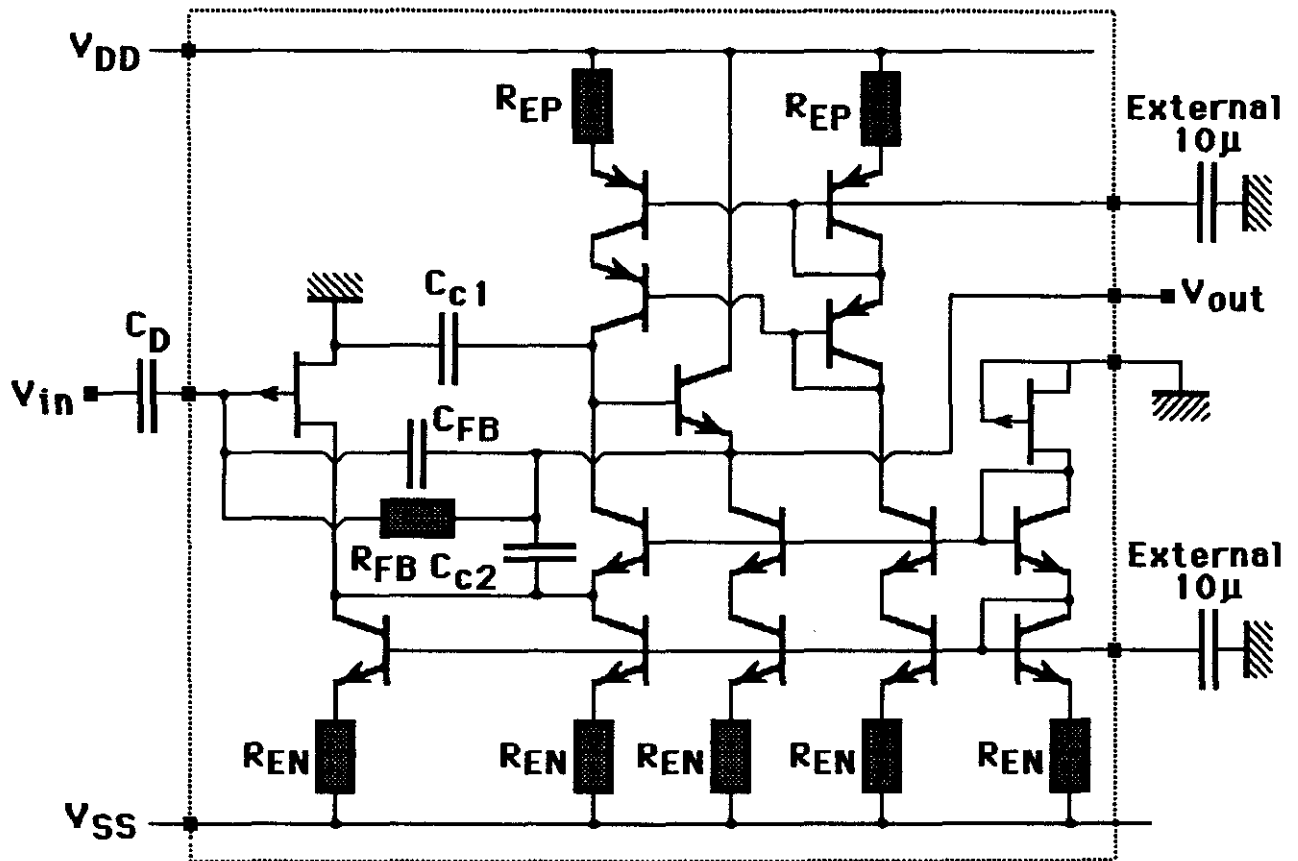 VDD
REP
REP
External
10µ
Cc1
Vout
CD
Vin
CFB
RFB
Cc2
External
10µ
REN
REN
REN
REN
REN
VSS